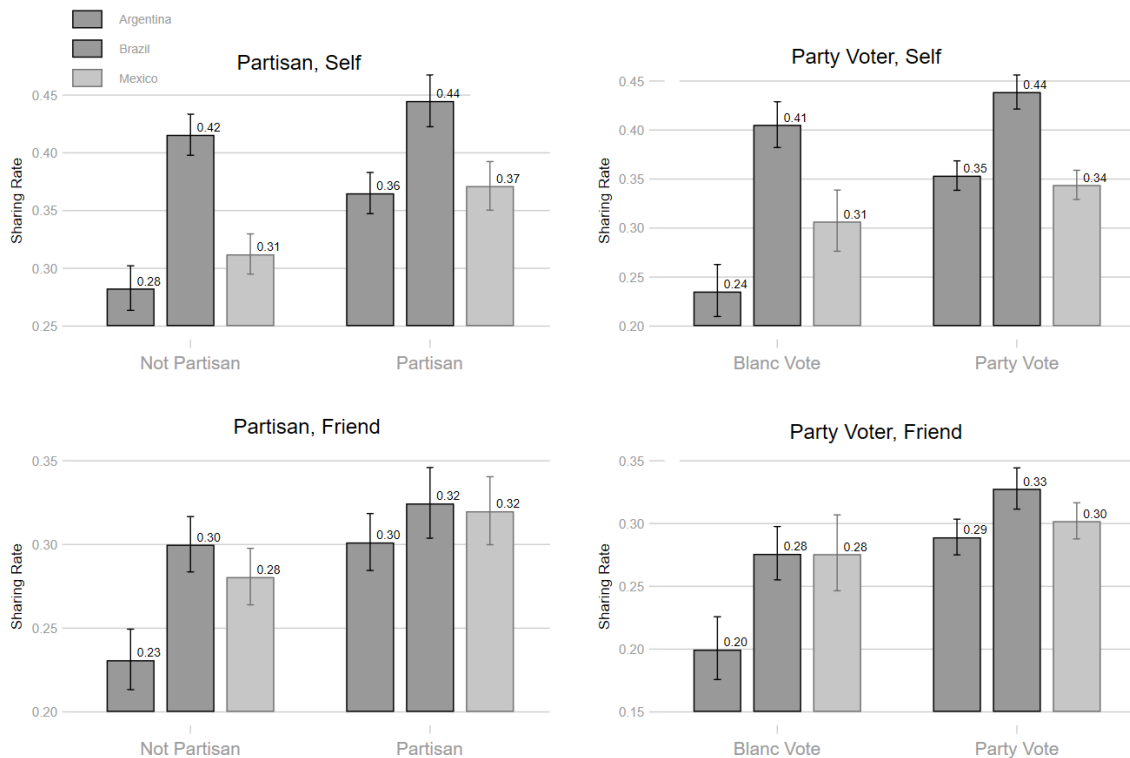 Argentina
Brazil
Mexico
Partisan, Self
Sharing Rate
0.45
0.40
0.35
0.30
0.25
0.28
0.42
0.31
0.36
0.44
0.37
Not Partisan
Partisan
Party Voter, Self
Sharing Rate
0.45
0.40
0.35
0.30
0.25
0.20
0.24
0.41
0.31
0.35
0.44
0.34
Blanc Vote
Party Vote
Partisan, Friend
Sharing Rate
0.35
0.30
0.25
0.20
0.23
0.30
0.28
0.30
0.32
0.32
Not Partisan
Partisan
Party Voter, Friend
Sharing Rate
0.35
0.30
0.25
0.20
0.15
0.20
0.28
0.28
0.29
0.33
0.30
Blanc Vote
Party Vote